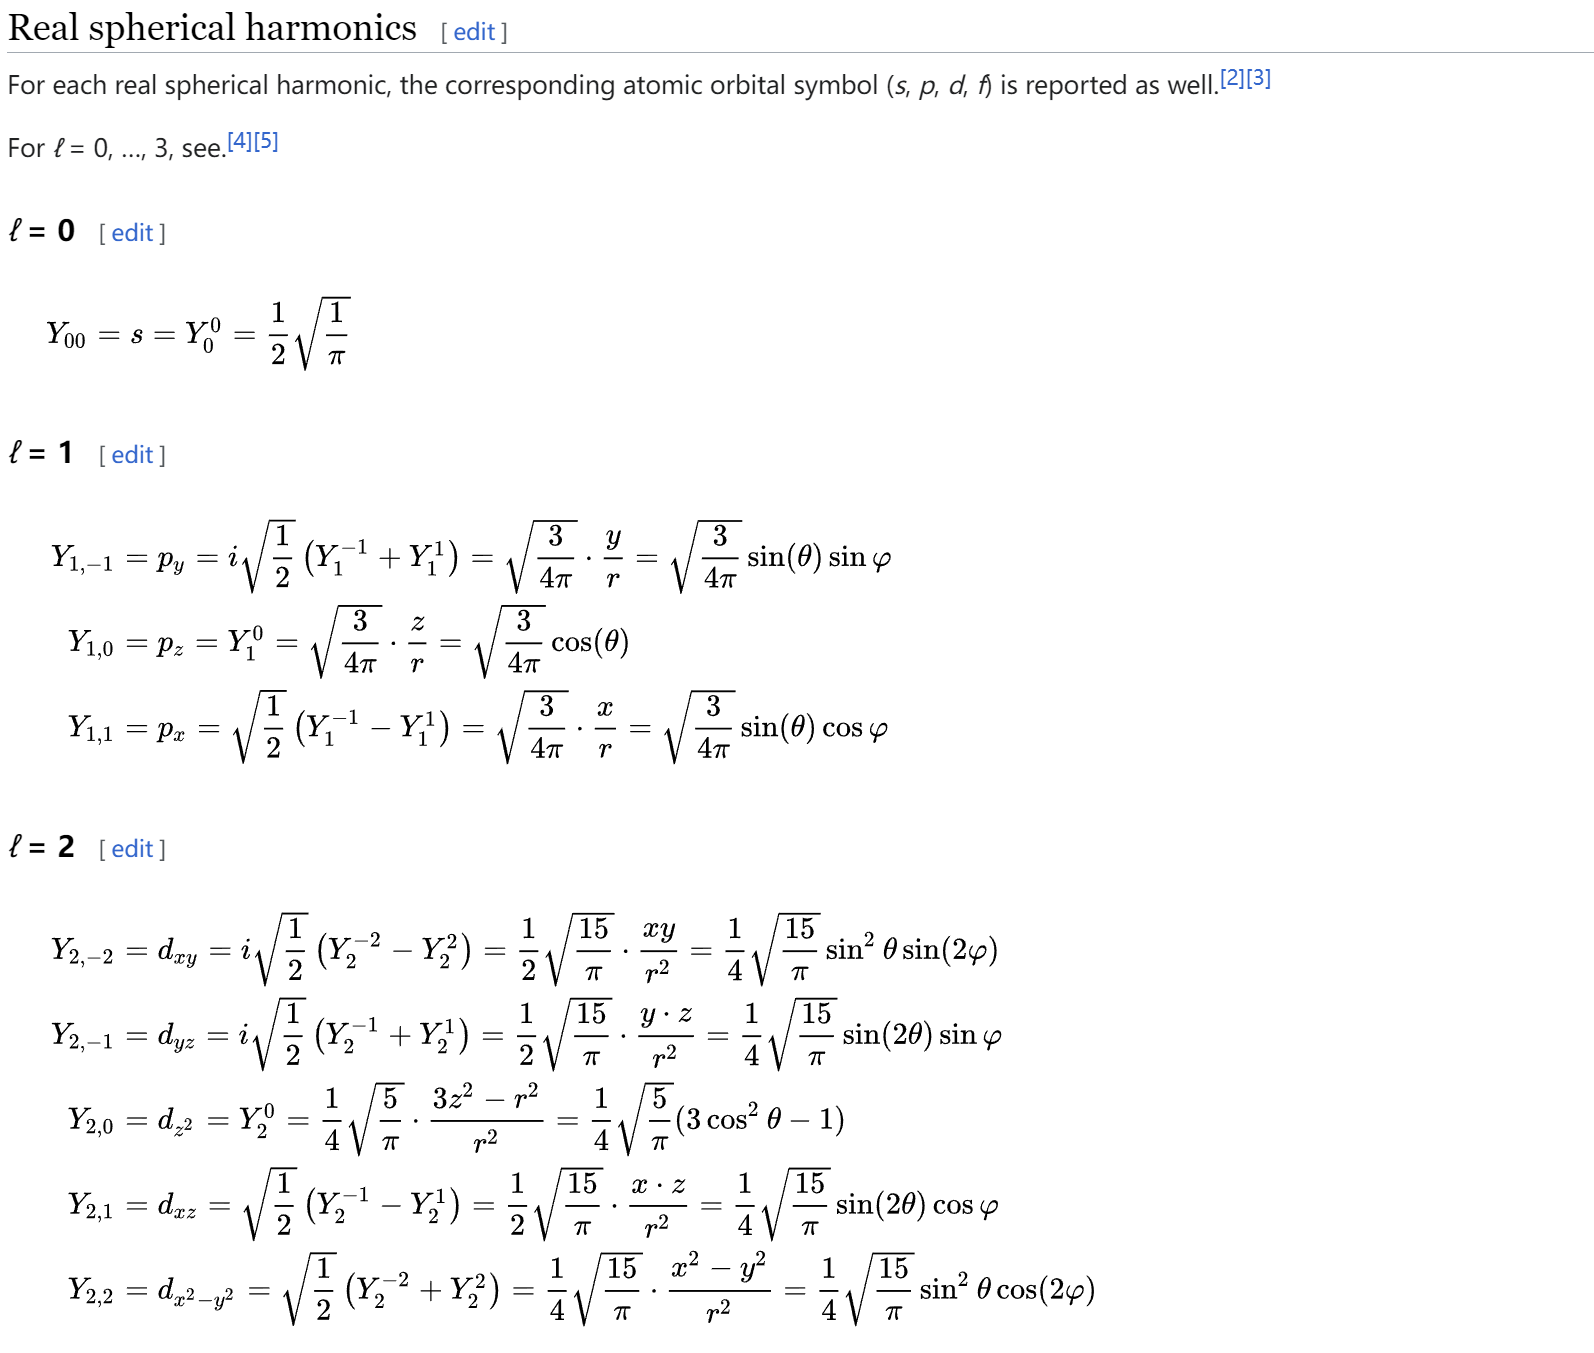 Real spherical harmonics [ edit ]
For each real spherical harmonic, the corresponding atomic orbital symbol (s, p, d, f) is reported as well.[2][3]
For ℓ = 0, …, 3, see.[4][5]
ℓ = 0 [ edit ]
$Y_{00} = s = Y_0^0 = \frac{1}{2}\sqrt{\frac{1}{\pi}}$
ℓ = 1 [ edit ]
$Y_{1,-1} = p_y = i\sqrt{\frac{1}{2}}\left(Y_1^{-1} + Y_1^1\right) = \sqrt{\frac{3}{4\pi}} \cdot \frac{y}{r} = \sqrt{\frac{3}{4\pi}}\sin(\theta)\sin\varphi$
$Y_{1,0} = p_z = Y_1^0 = \sqrt{\frac{3}{4\pi}} \cdot \frac{z}{r} = \sqrt{\frac{3}{4\pi}}\cos(\theta)$
$Y_{1,1} = p_x = \sqrt{\frac{1}{2}}\left(Y_1^{-1} - Y_1^1\right) = \sqrt{\frac{3}{4\pi}} \cdot \frac{x}{r} = \sqrt{\frac{3}{4\pi}}\sin(\theta)\cos\varphi$
ℓ = 2 [ edit ]
$Y_{2,-2} = d_{xy} = i\sqrt{\frac{1}{2}}\left(Y_2^{-2} - Y_2^2\right) = \frac{1}{2}\sqrt{\frac{15}{\pi}} \cdot \frac{xy}{r^2} = \frac{1}{4}\sqrt{\frac{15}{\pi}}\sin^2\theta\sin(2\varphi)$
$Y_{2,-1} = d_{yz} = i\sqrt{\frac{1}{2}}\left(Y_2^{-1} + Y_2^1\right) = \frac{1}{2}\sqrt{\frac{15}{\pi}} \cdot \frac{y \cdot z}{r^2} = \frac{1}{4}\sqrt{\frac{15}{\pi}}\sin(2\theta)\sin\varphi$
$Y_{2,0} = d_{z^2} = Y_2^0 = \frac{1}{4}\sqrt{\frac{5}{\pi}} \cdot \frac{3z^2 - r^2}{r^2} = \frac{1}{4}\sqrt{\frac{5}{\pi}}(3\cos^2\theta - 1)$
$Y_{2,1} = d_{xz} = \sqrt{\frac{1}{2}}\left(Y_2^{-1} - Y_2^1\right) = \frac{1}{2}\sqrt{\frac{15}{\pi}} \cdot \frac{x \cdot z}{r^2} = \frac{1}{4}\sqrt{\frac{15}{\pi}}\sin(2\theta)\cos\varphi$
$Y_{2,2} = d_{x^2-y^2} = \sqrt{\frac{1}{2}}\left(Y_2^{-2} + Y_2^2\right) = \frac{1}{4}\sqrt{\frac{15}{\pi}} \cdot \frac{x^2 - y^2}{r^2} = \frac{1}{4}\sqrt{\frac{15}{\pi}}\sin^2\theta\cos(2\varphi)$